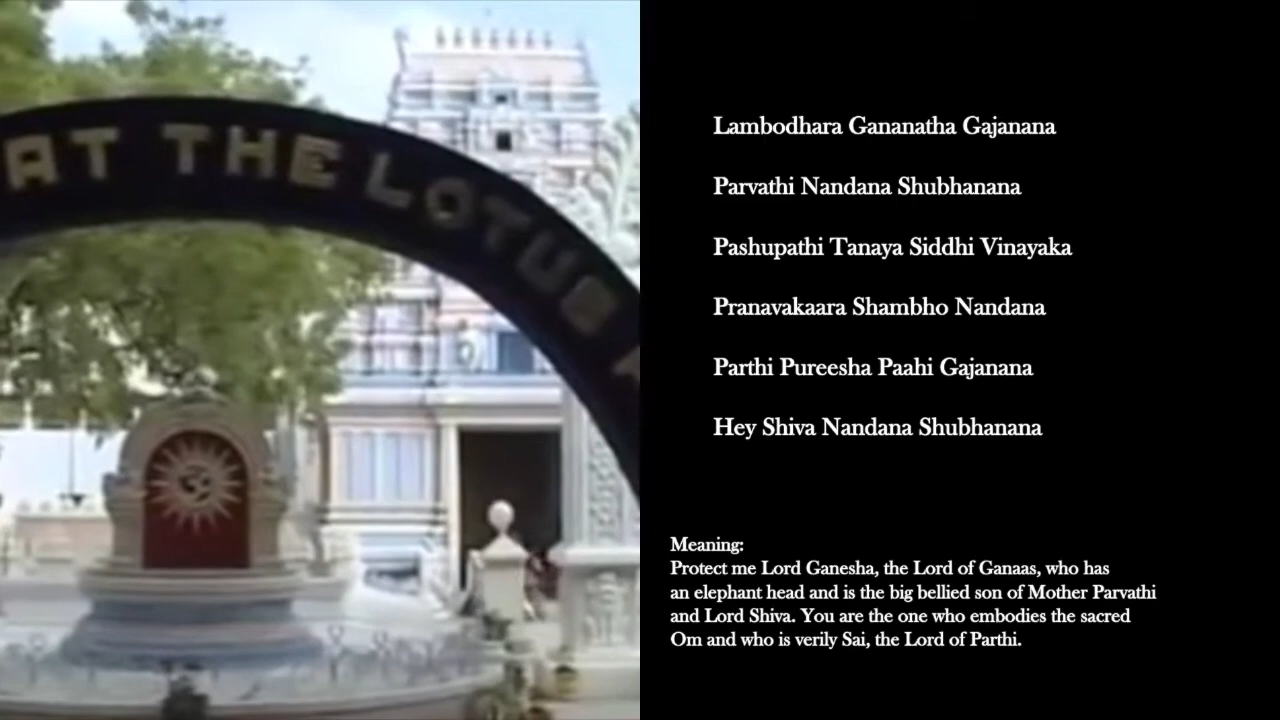 AT THE LOTUS
Lambodhara Gananatha Gajanana
Parvathi Nandana Shubhanana
Pashupathi Tanaya Siddhi Vinayaka
Pranavakaara Shambho Nandana
Parthi Pureesha Paahi Gajanana
Hey Shiva Nandana Shubhanana
Meaning:
Protect me Lord Ganesha, the Lord of Ganaas, who has
an elephant head and is the big bellied son of Mother Parvathi
and Lord Shiva. You are the one who embodies the sacred
Om and who is verily Sai, the Lord of Parthi.